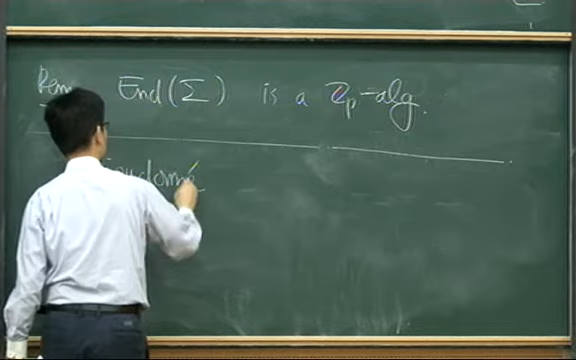 Rem End(Σ) is a ℤp-alg.